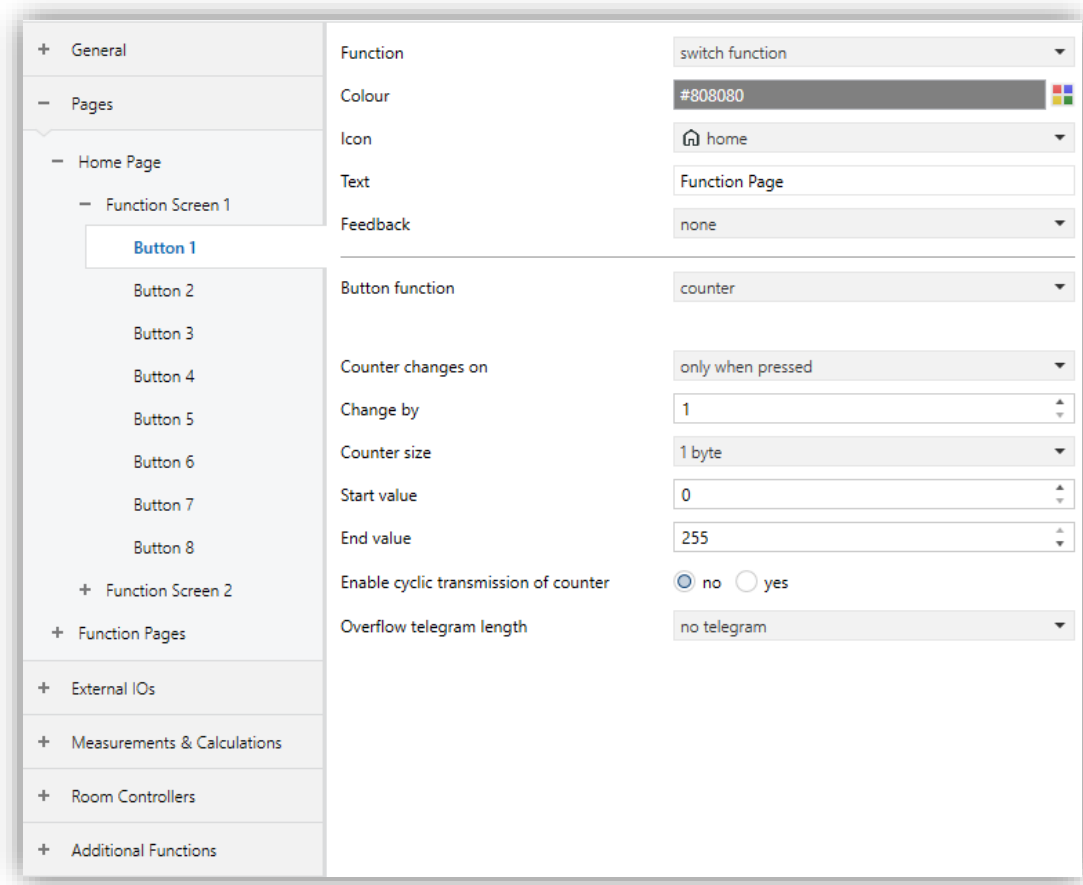 General
Pages
Home Page
Function Screen 1
Button 1
Button 2
Button 3
Button 4
Button 5
Button 6
Button 7
Button 8
Function Screen 2
Function Pages
External IOs
Measurements & Calculations
Room Controllers
Additional Functions
Function switch function
Colour #808080
Icon home
Text Function Page
Feedback none
Button function counter
Counter changes on only when pressed
Change by 1
Counter size 1 byte
Start value 0
End value 255
Enable cyclic transmission of counter no yes
Overflow telegram length no telegram